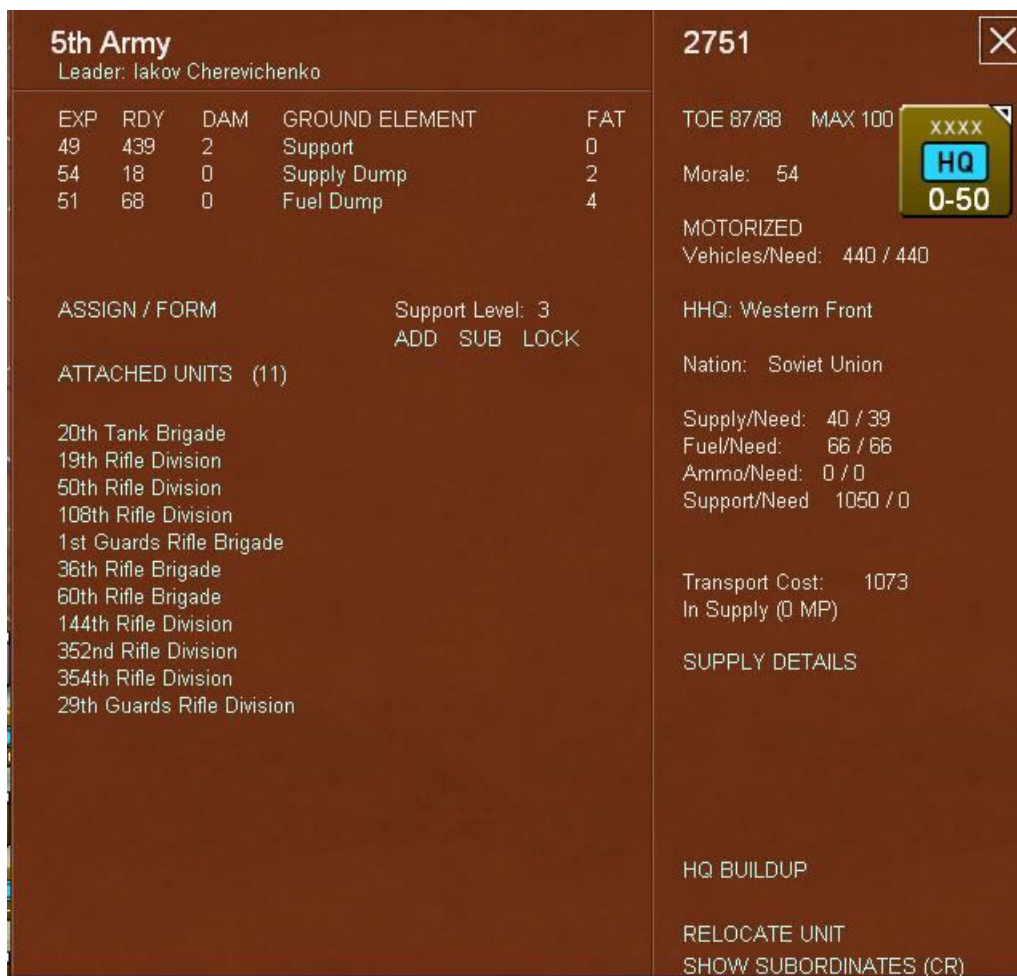 5th Army
Leader: Iakov Cherevichenko
EXP RDY DAM GROUND ELEMENT FAT
49 439 2 Support 0
54 18 0 Supply Dump 2
51 68 0 Fuel Dump 4
ASSIGN / FORM Support Level: 3
ADD SUB LOCK
ATTACHED UNITS (11)
20th Tank Brigade
19th Rifle Division
50th Rifle Division
108th Rifle Division
1st Guards Rifle Brigade
36th Rifle Brigade
60th Rifle Brigade
144th Rifle Division
352nd Rifle Division
354th Rifle Division
29th Guards Rifle Division
2751
TOE 87/88 MAX 100
XXXX
HQ
0-50
Morale: 54
MOTORIZED
Vehicles/Need: 440 / 440
HHQ: Western Front
Nation: Soviet Union
Supply/Need: 40 / 39
Fuel/Need: 66 / 66
Ammo/Need: 0 / 0
Support/Need 1050 / 0
Transport Cost: 1073
In Supply (0 MP)
SUPPLY DETAILS
HQ BUILDUP
RELOCATE UNIT
SHOW SUBORDINATES (CR)